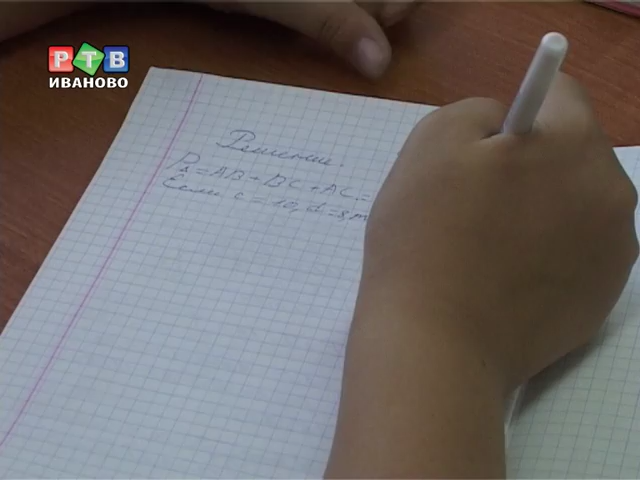 РТВ
ИВАНОВО
Решение.
P△ = AB + BC + AC =
Если c = 10, d = 8, m